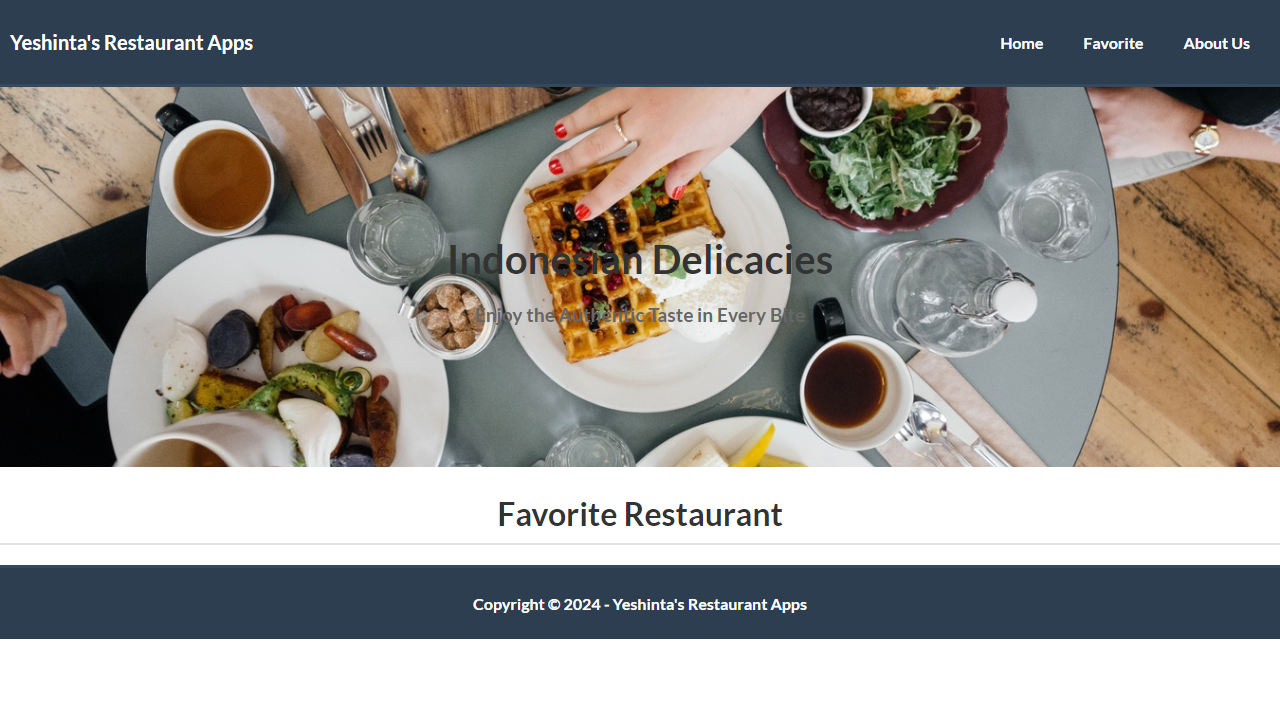 Yeshinta's Restaurant Apps
Home Favorite About Us
Indonesian Delicacies
Enjoy the Authentic Taste in Every Bite
Favorite Restaurant
Copyright © 2024 - Yeshinta's Restaurant Apps